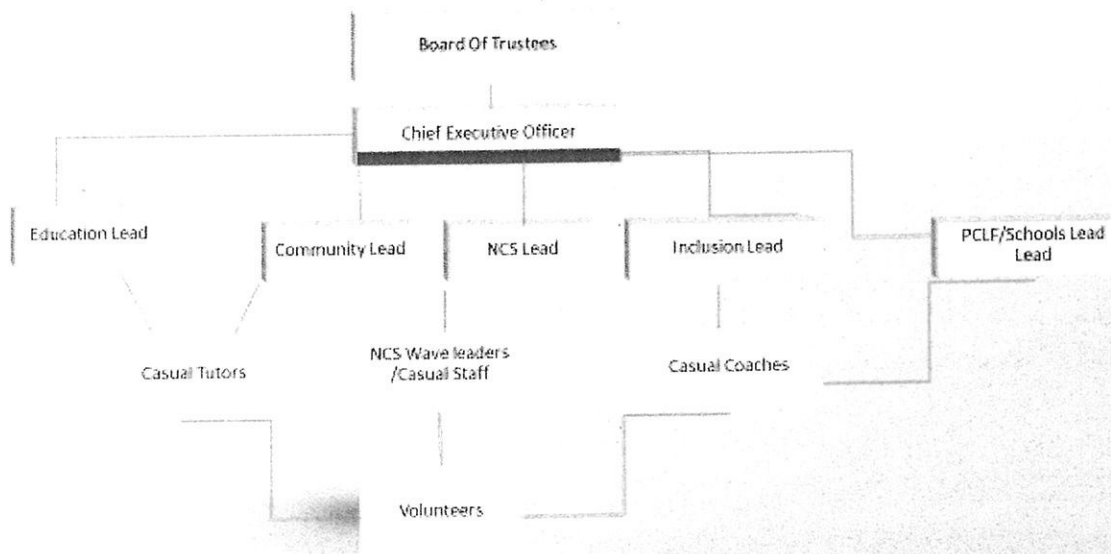 Board Of Trustees
Chief Executive Officer
Education Lead
Community Lead
NCS Lead
Inclusion Lead
PCLF/Schools Lead
Lead
Casual Tutors
NCS Wave leaders
/Casual Staff
Casual Coaches
Volunteers